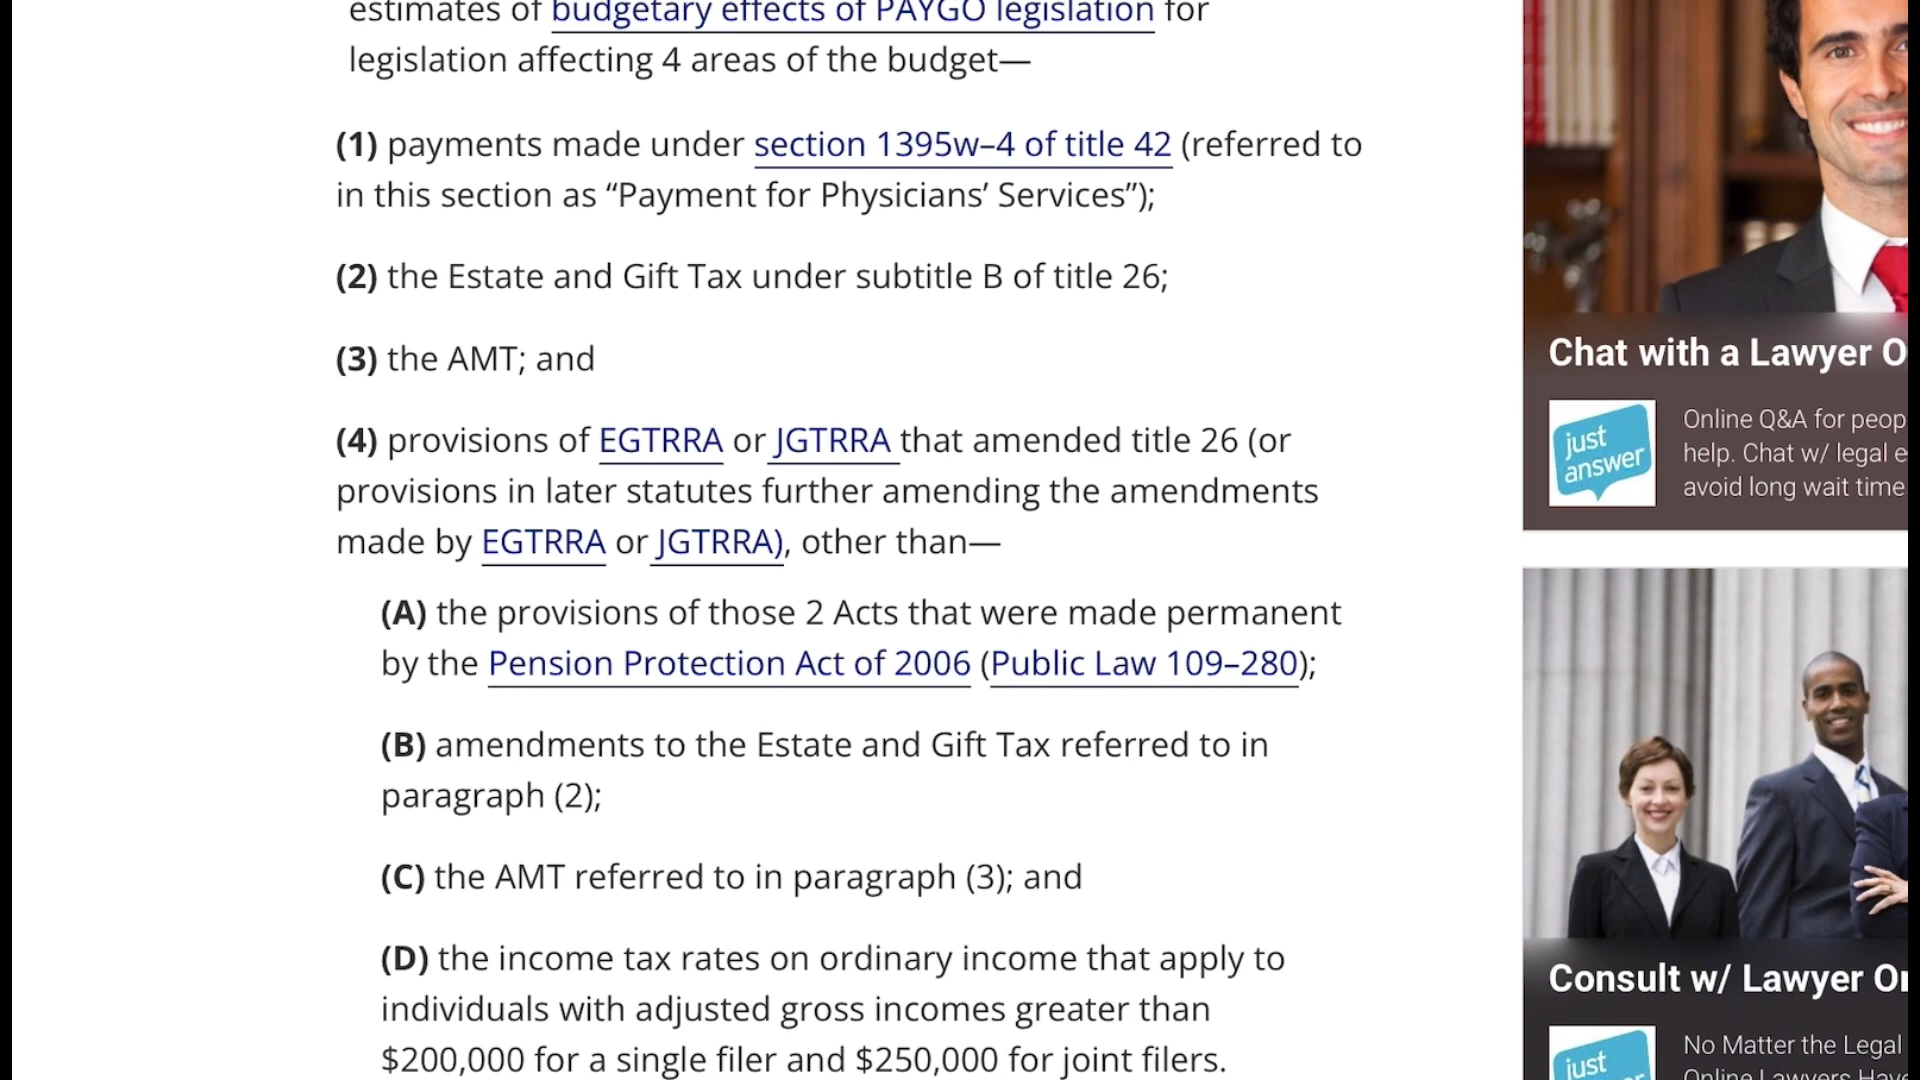 estimates of budgetary effects of PAYGO legislation for
legislation affecting 4 areas of the budget—
(1) payments made under section 1395w–4 of title 42 (referred to
in this section as “Payment for Physicians’ Services”);
(2) the Estate and Gift Tax under subtitle B of title 26;
(3) the AMT; and
(4) provisions of EGTRRA or JGTRRA that amended title 26 (or
provisions in later statutes further amending the amendments
made by EGTRRA or JGTRRA), other than—
(A) the provisions of those 2 Acts that were made permanent
by the Pension Protection Act of 2006 (Public Law 109–280);
(B) amendments to the Estate and Gift Tax referred to in
paragraph (2);
(C) the AMT referred to in paragraph (3); and
(D) the income tax rates on ordinary income that apply to
individuals with adjusted gross incomes greater than
$200,000 for a single filer and $250,000 for joint filers.
Chat with a Lawyer O
just
answer
Online Q&A for peop
help. Chat w/ legal e
avoid long wait time
Consult w/ Lawyer On
just
No Matter the Legal
Online Lawyers Have